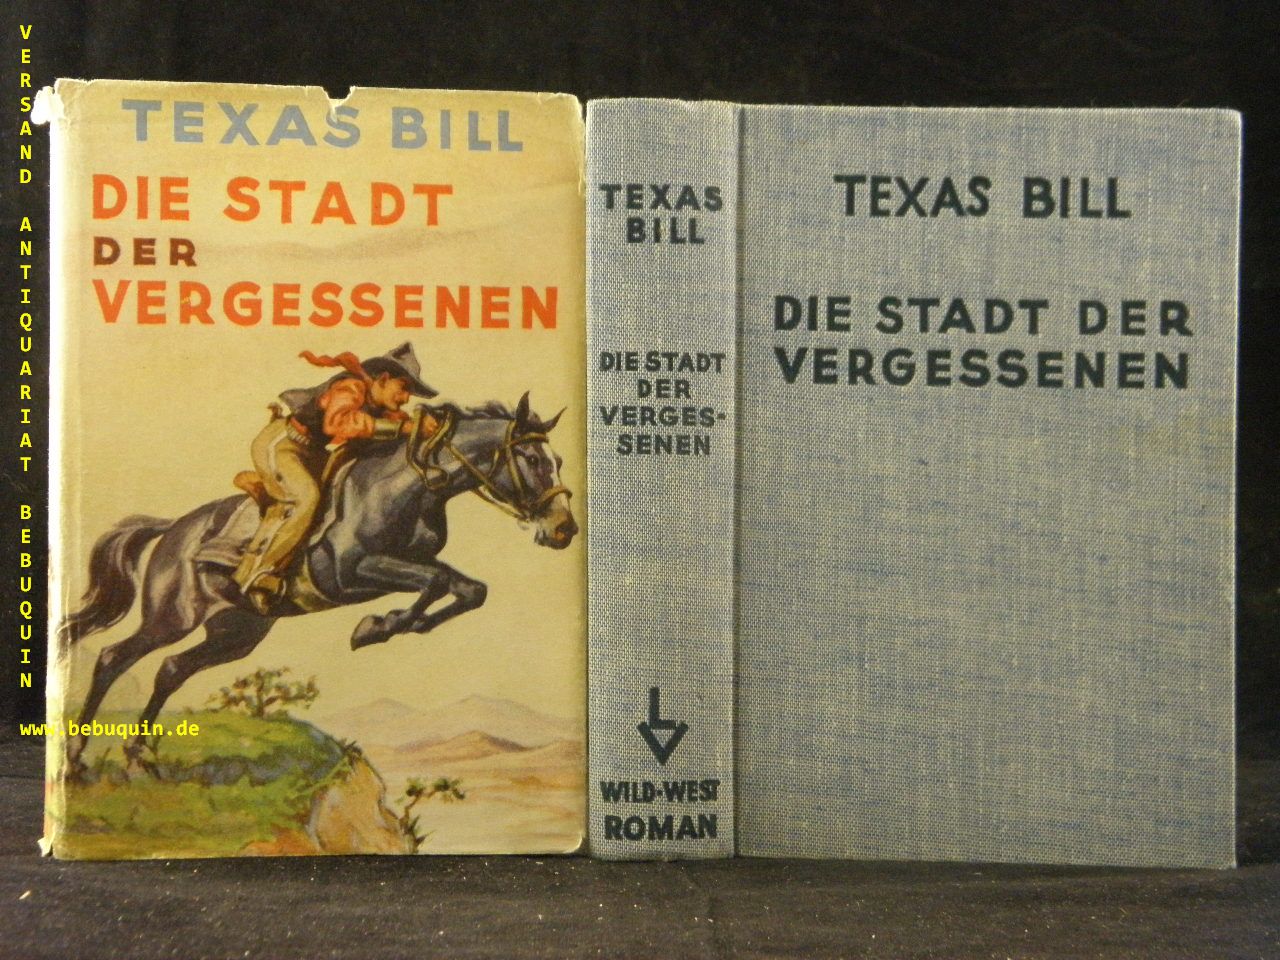 VERSAND ANTIQUARIAT BEBUQUIN
www.bebuquin.de
TEXAS BILL
DIE STADT
DER
VERGESSENEN
TEXAS
BILL
DIE STADT
DER
VERGES-
SENEN
WILD-WEST
ROMAN
TEXAS BILL
DIE STADT DER
VERGESSENEN